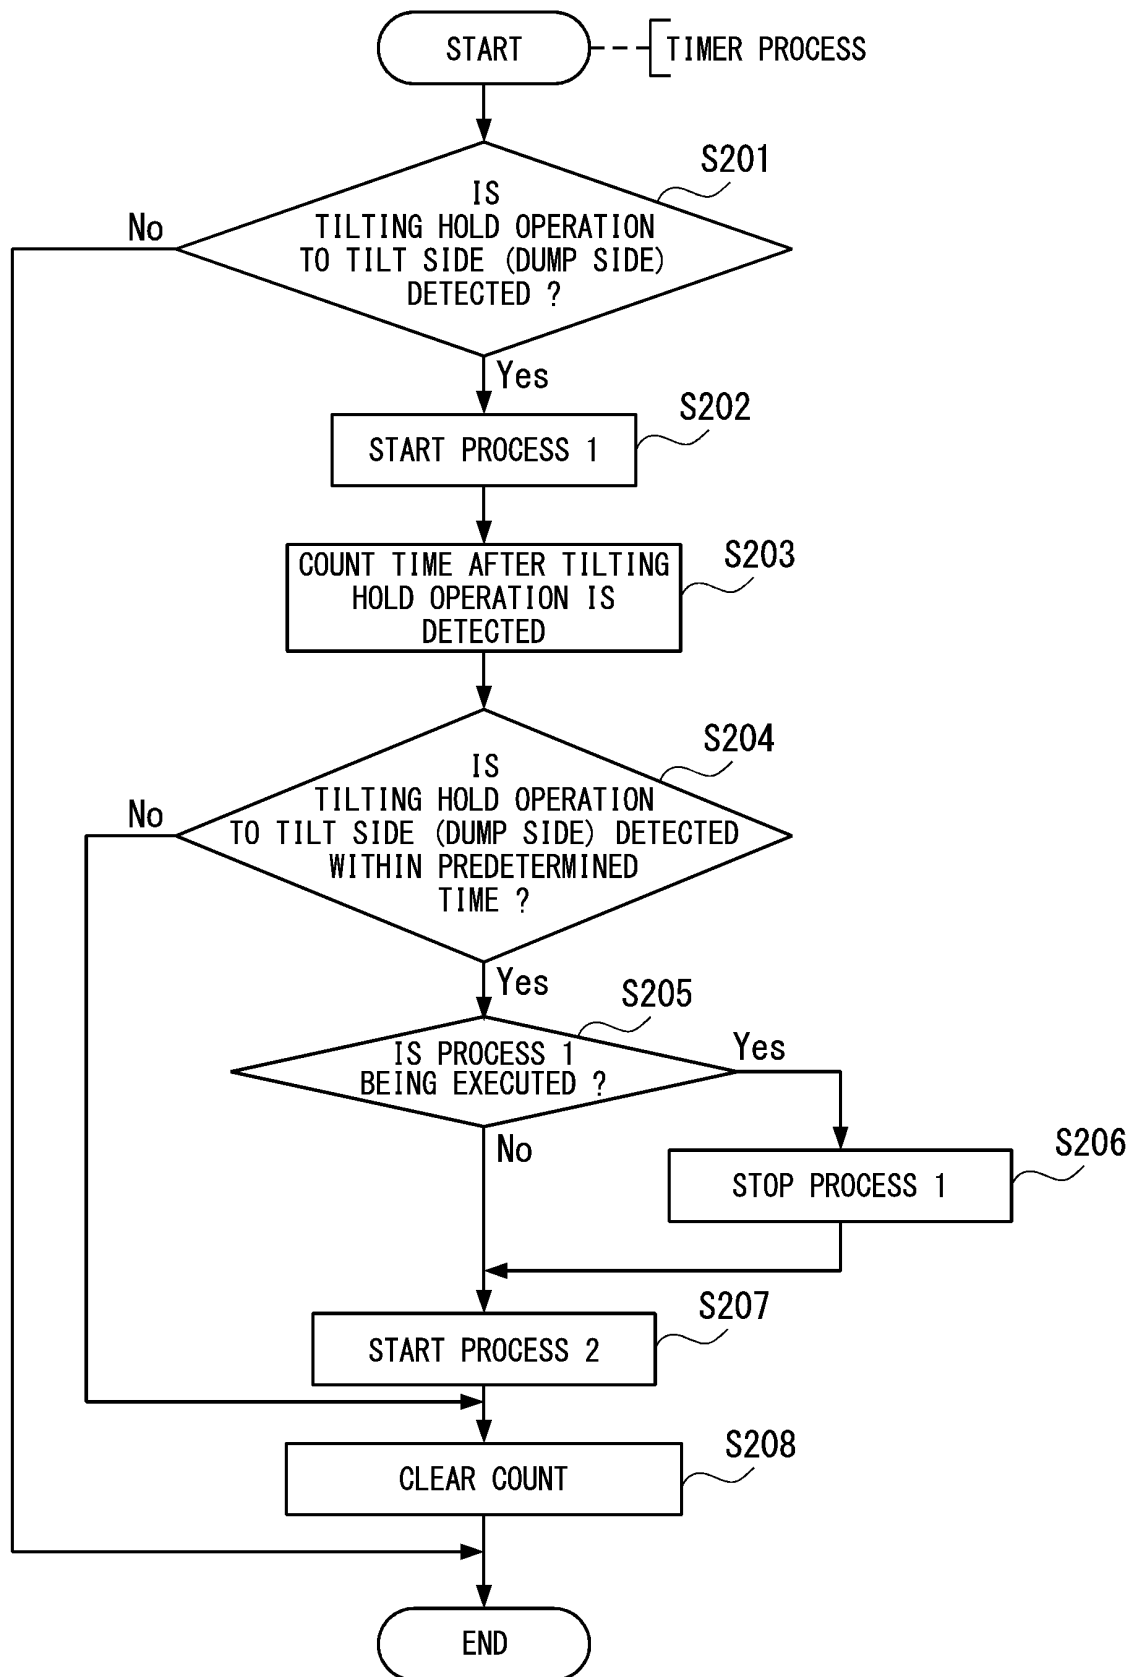 START
TIMER PROCESS
S201
IS
TILTING HOLD OPERATION
TO TILT SIDE (DUMP SIDE)
DETECTED ?
No
Yes
S202
START PROCESS 1
S203
COUNT TIME AFTER TILTING
HOLD OPERATION IS
DETECTED
S204
IS
TILTING HOLD OPERATION
TO TILT SIDE (DUMP SIDE) DETECTED
WITHIN PREDETERMINED
TIME ?
No
Yes
S205
IS PROCESS 1
BEING EXECUTED ?
Yes
No
S206
STOP PROCESS 1
S207
START PROCESS 2
S208
CLEAR COUNT
END